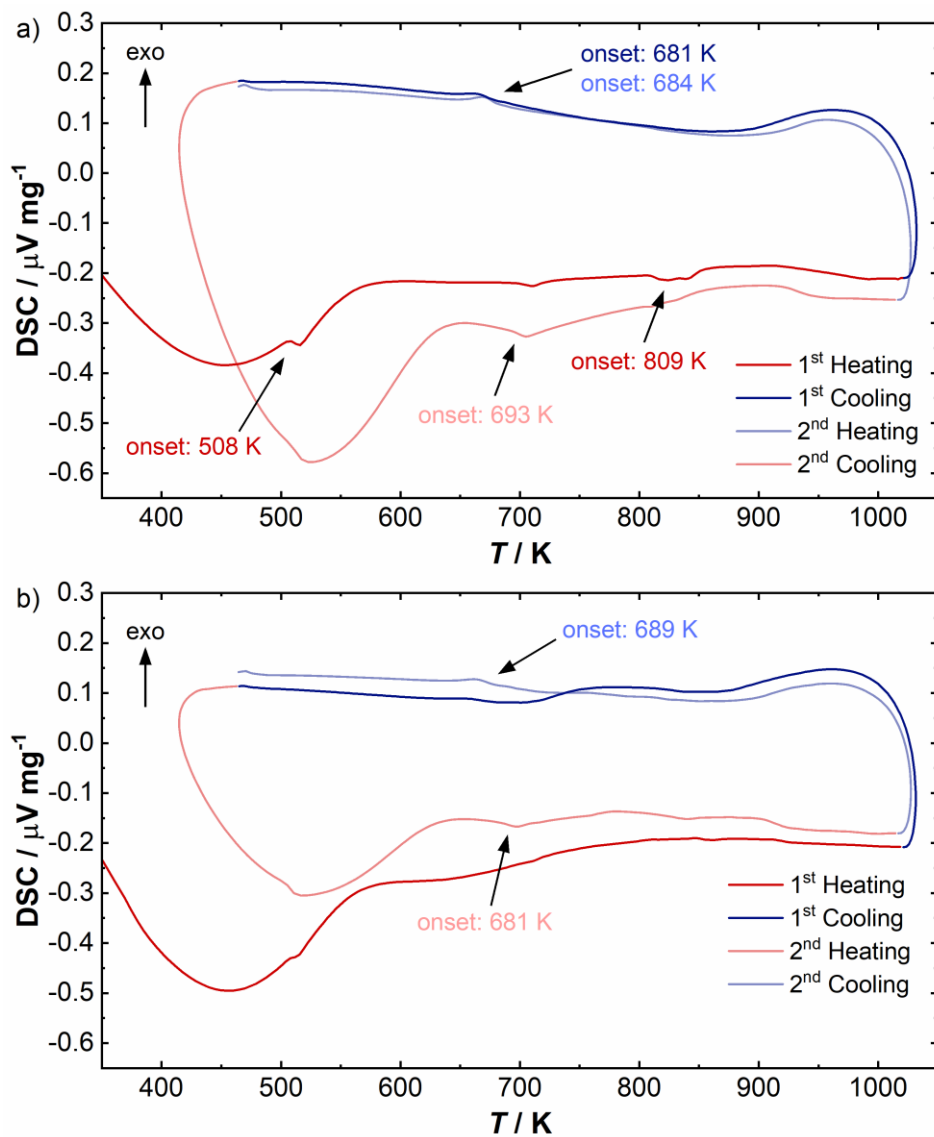 a)
exo
onset: 681 K
onset: 684 K
0.3
0.2
0.1
0.0
-0.1
-0.2
-0.3
-0.4
-0.5
-0.6
DSC / μV mg⁻¹
onset: 508 K
onset: 693 K
onset: 809 K
1st Heating
1st Cooling
2nd Heating
2nd Cooling
400 500 600 700 800 900 1000
T / K
b)
exo
onset: 689 K
0.3
0.2
0.1
0.0
-0.1
-0.2
-0.3
-0.4
-0.5
-0.6
DSC / μV mg⁻¹
onset: 681 K
1st Heating
1st Cooling
2nd Heating
2nd Cooling
400 500 600 700 800 900 1000
T / K